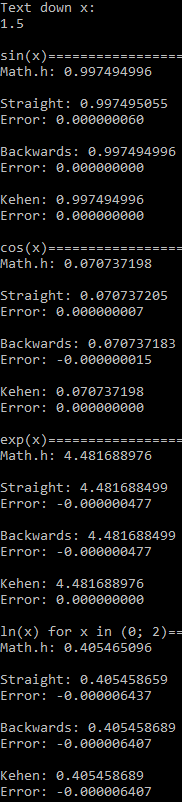 Text down x:
1.5
sin(x)==================
Math.h: 0.997494996
Straight: 0.997495055
Error: 0.000000060
Backwards: 0.997494996
Error: 0.000000000
Kehen: 0.997494996
Error: 0.000000000
cos(x)==================
Math.h: 0.070737198
Straight: 0.070737205
Error: 0.000000007
Backwards: 0.070737183
Error: -0.000000015
Kehen: 0.070737198
Error: 0.000000000
exp(x)==================
Math.h: 4.481688976
Straight: 4.481688499
Error: -0.000000477
Backwards: 4.481688499
Error: -0.000000477
Kehen: 4.481688976
Error: 0.000000000
ln(x) for x in (0; 2)==
Math.h: 0.405465096
Straight: 0.405458659
Error: -0.000006437
Backwards: 0.405458689
Error: -0.000006407
Kehen: 0.405458689
Error: -0.000006407